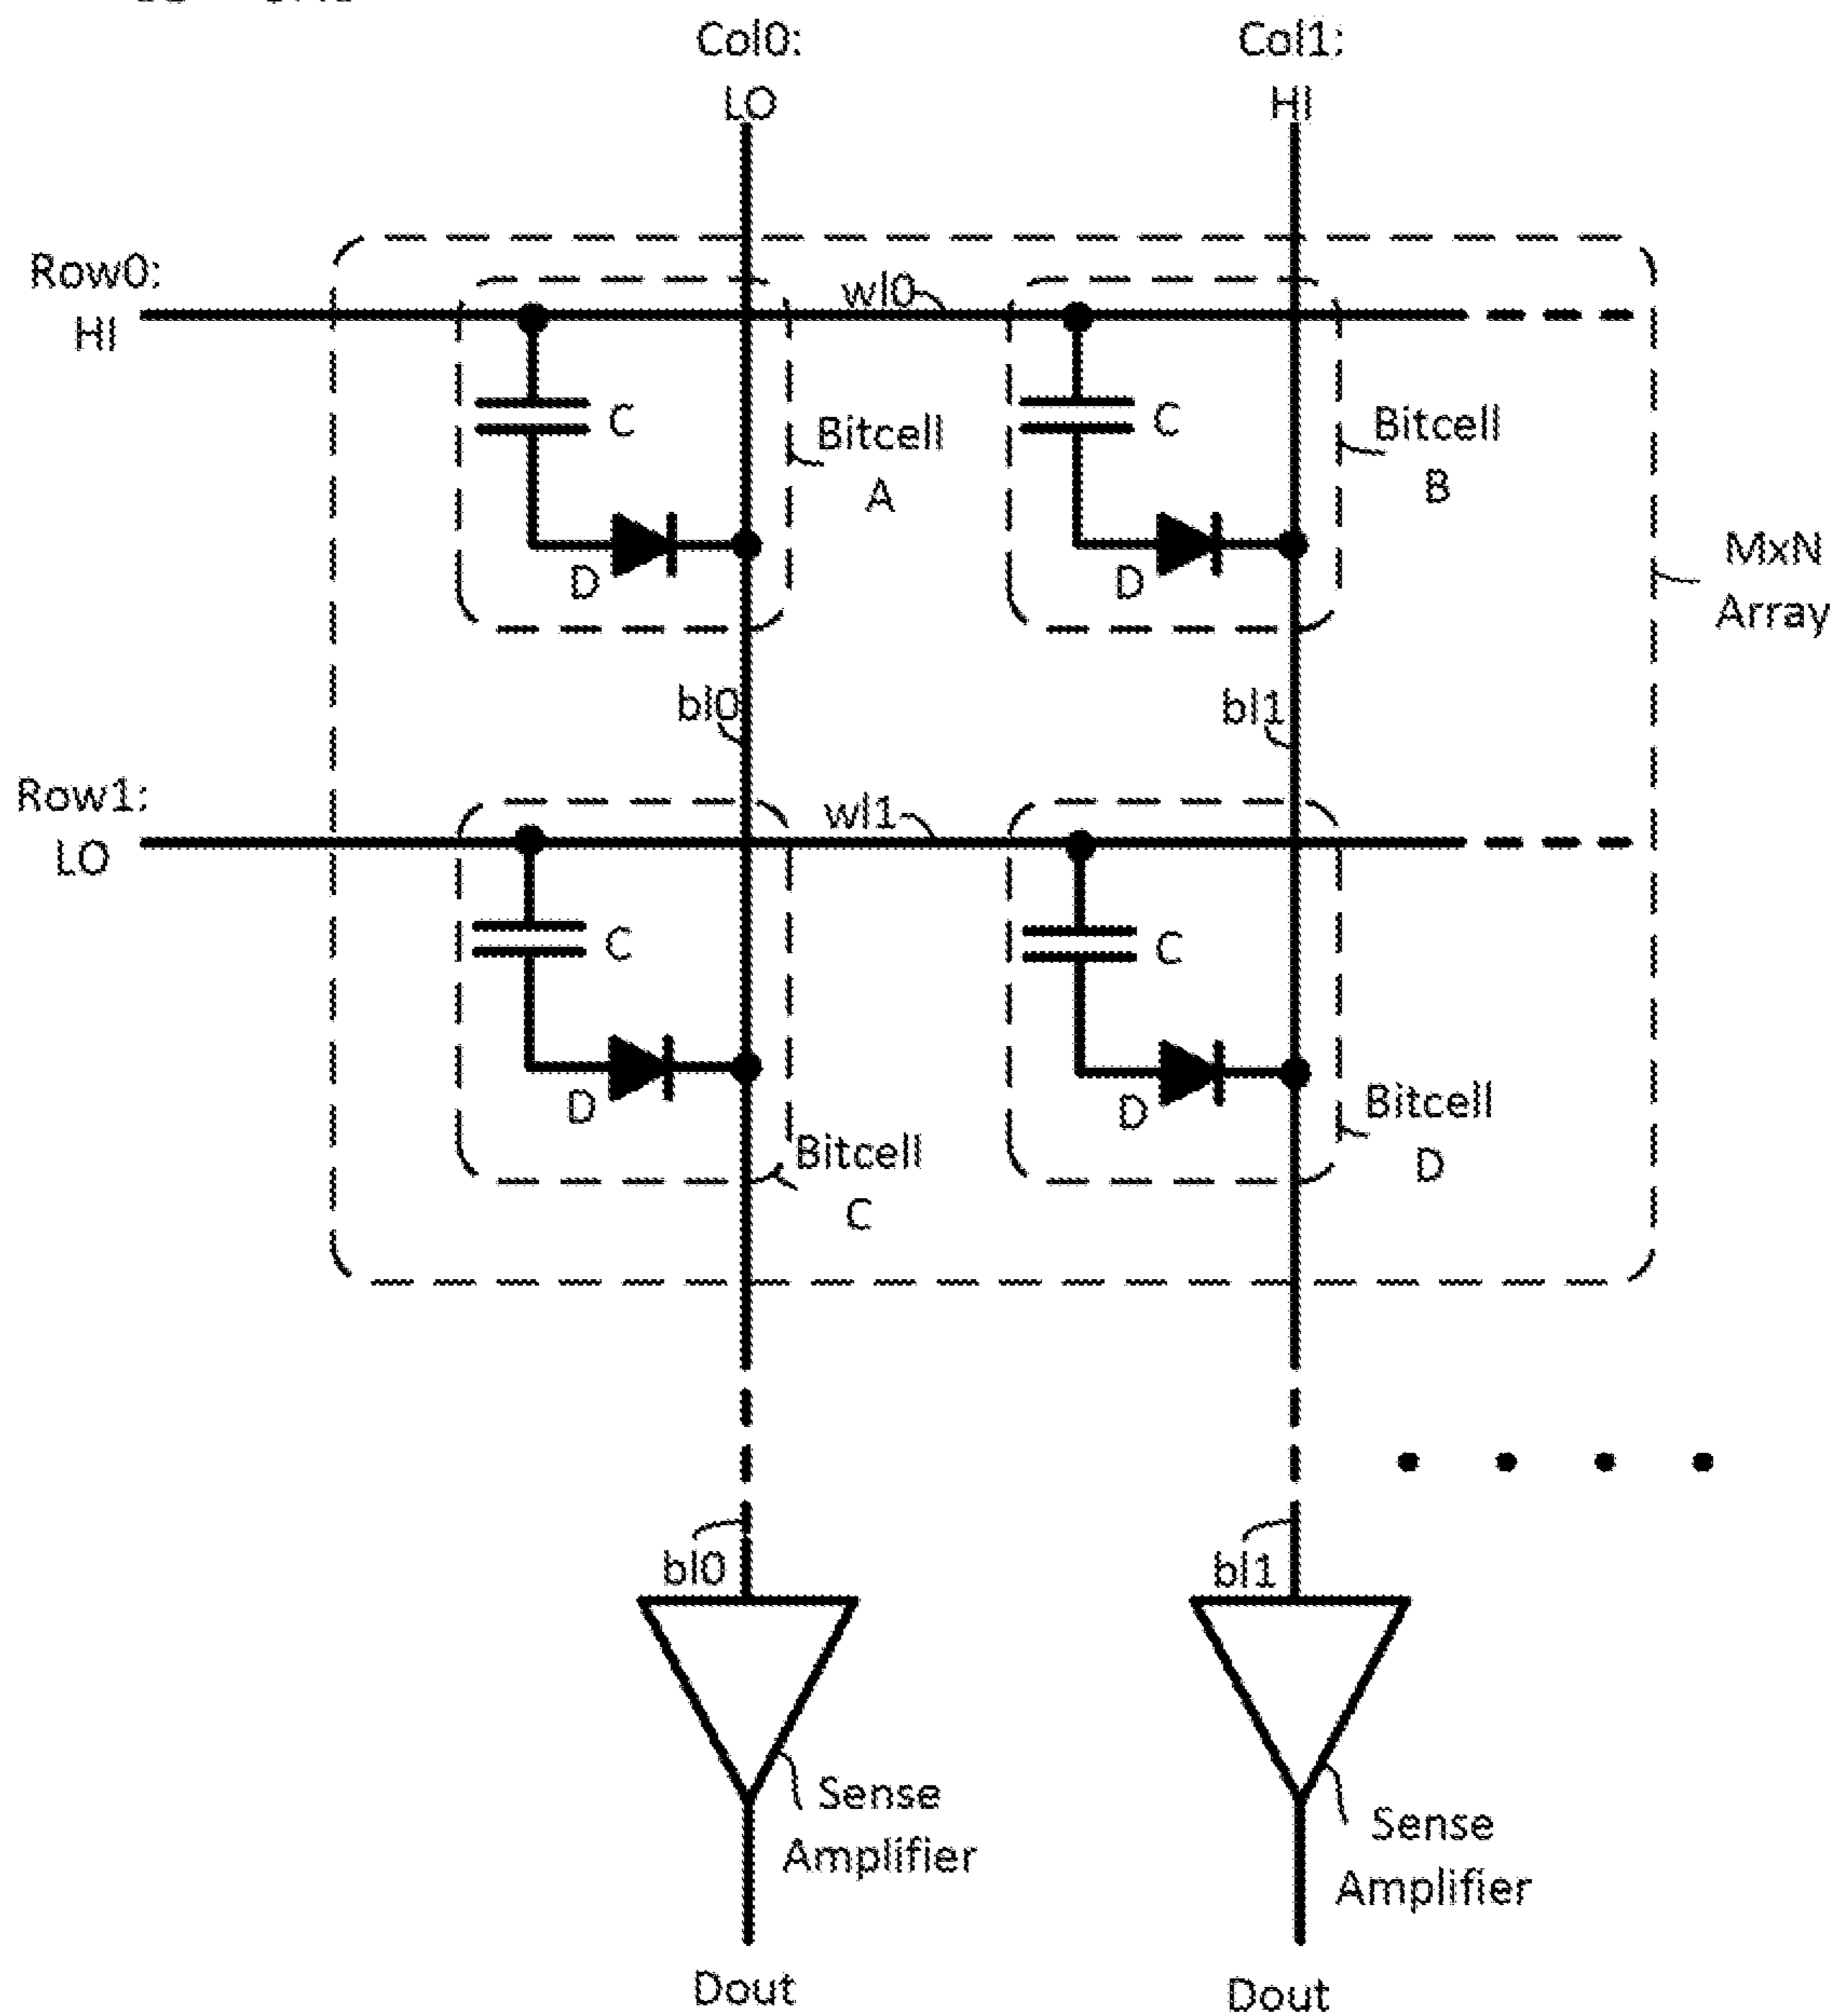 Col0:
LO
Col1:
HI
Row0:
HI
wl0
C
Bitcell
A
D
C
Bitcell
B
D
MxN
Array
bl0
bl1
Row1:
LO
wl1
C
D
Bitcell
C
C
D
Bitcell
D
bl0
bl1
Sense
Amplifier
Sense
Amplifier
Dout
Dout